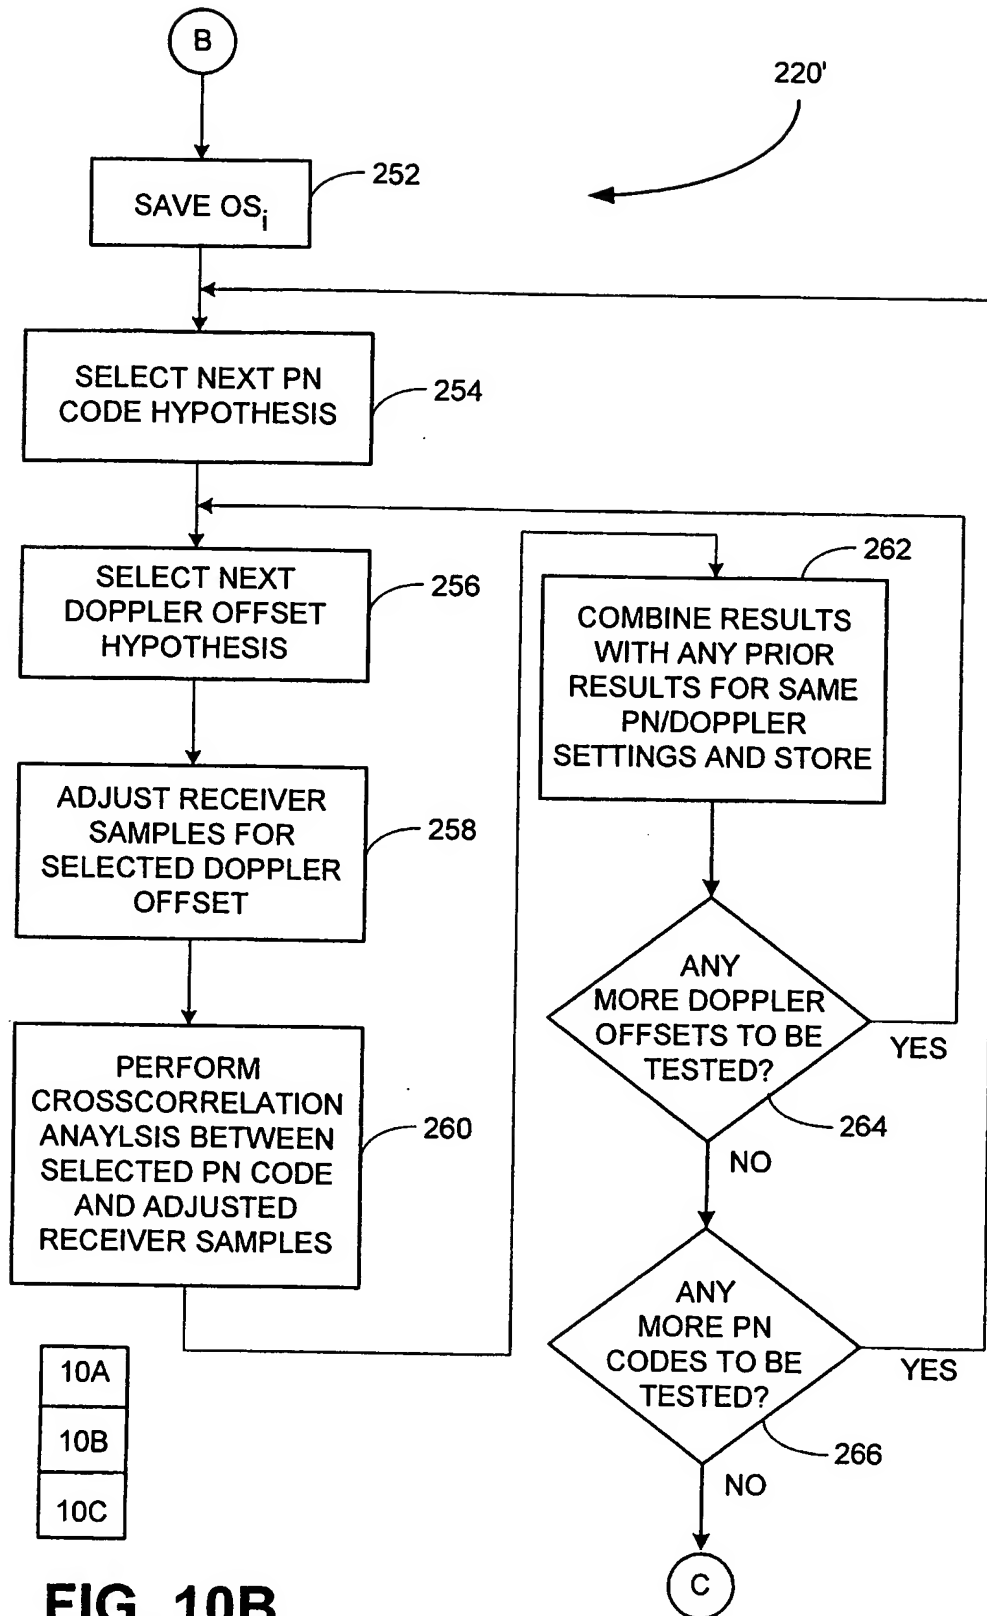 B
220'
252
SAVE OSi
SELECT NEXT PN
CODE HYPOTHESIS
254
SELECT NEXT
DOPPLER OFFSET
HYPOTHESIS
256
ADJUST RECEIVER
SAMPLES FOR
SELECTED DOPPLER
OFFSET
258
PERFORM
CROSSCORRELATION
ANAYLSIS BETWEEN
SELECTED PN CODE
AND ADJUSTED
RECEIVER SAMPLES
260
262
COMBINE RESULTS
WITH ANY PRIOR
RESULTS FOR SAME
PN/DOPPLER
SETTINGS AND STORE
ANY
MORE DOPPLER
OFFSETS TO BE
TESTED?
YES
264
NO
ANY
MORE PN
CODES TO BE
TESTED?
YES
266
NO
C
10A
10B
10C
FIG. 10B